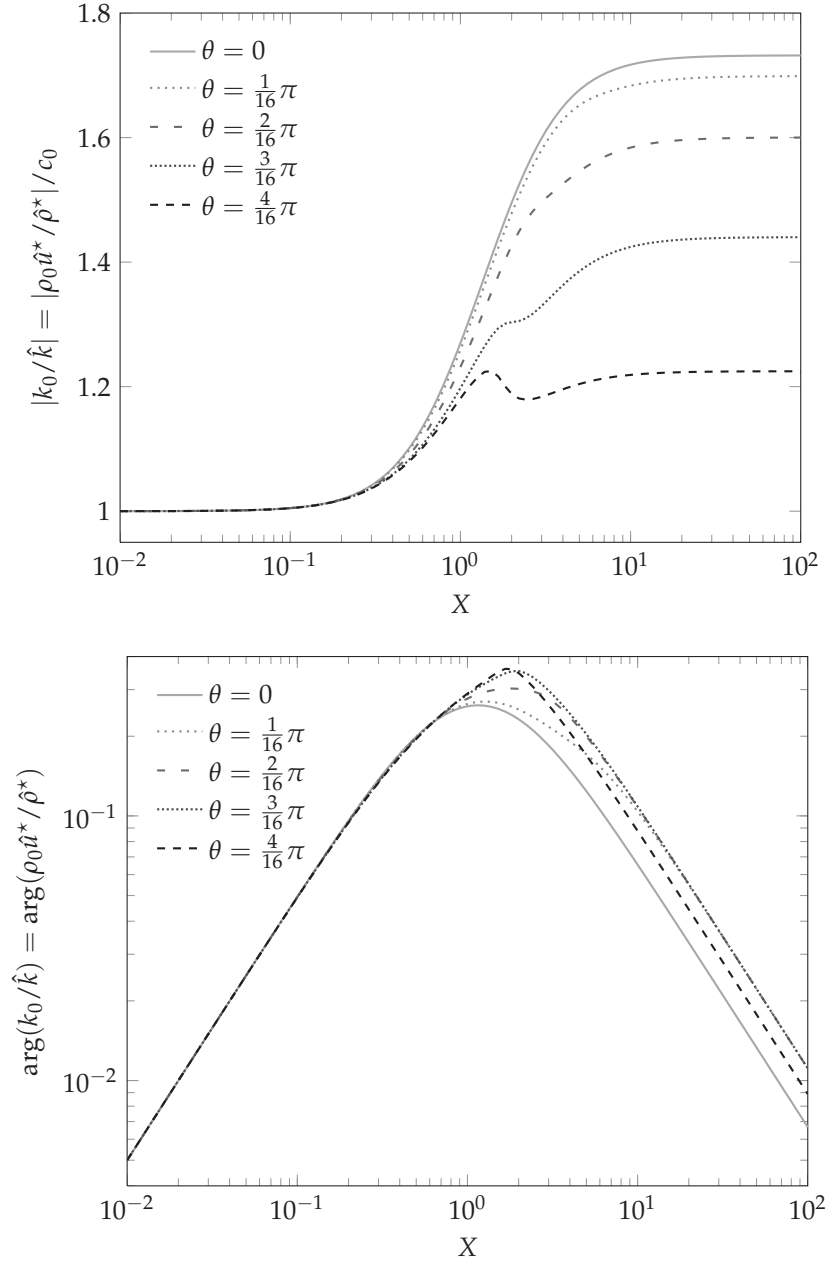 1.8
θ = 0
θ = 1/16 π
θ = 2/16 π
θ = 3/16 π
θ = 4/16 π
1.6
1.4
1.2
1
|k₀/k̂| = |ρ₀û*/ρ̂*|/c₀
10⁻² 10⁻¹ 10⁰ 10¹ 10²
X
θ = 0
θ = 1/16 π
θ = 2/16 π
θ = 3/16 π
θ = 4/16 π
10⁻¹
10⁻²
arg(k₀/k̂) = arg(ρ₀û*/ρ̂*)
10⁻² 10⁻¹ 10⁰ 10¹ 10²
X